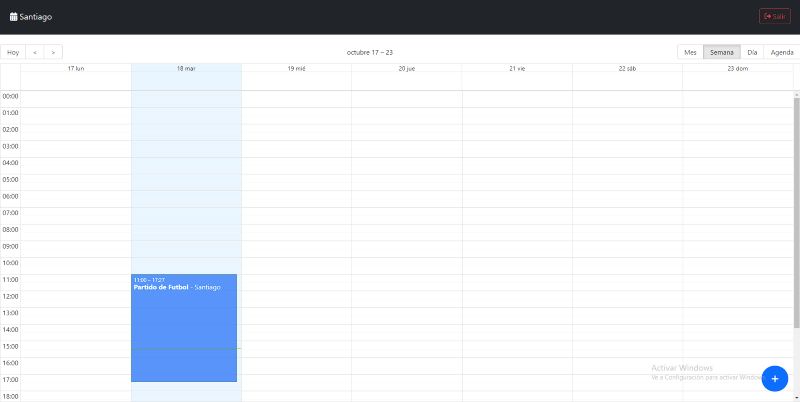 Santiago
Salir
Hoy < > octubre 17 – 23 Mes Semana Día Agenda
17 lun 18 mar 19 mié 20 jue 21 vie 22 sáb 23 dom
00:00
01:00
02:00
03:00
04:00
05:00
06:00
07:00
08:00
09:00
10:00
11:00
11:00 – 17:27
Partido de Futbol - Santiago
12:00
13:00
14:00
15:00
16:00
Activar Windows
Ve a Configuración para activar Windows.
17:00
+
18:00